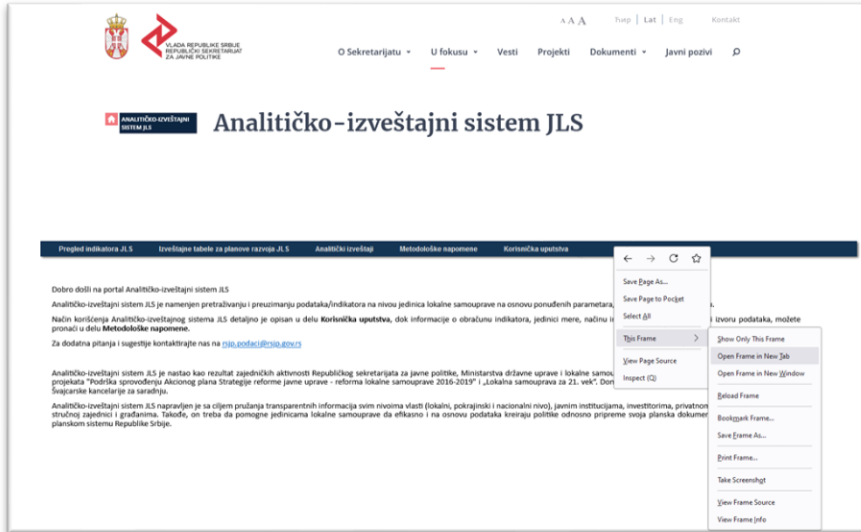 A A A Ћир | Lat | Eng Kontakt
VLADA REPUBLIKE SRBIJE
REPUBLIČKI SEKRETARIJAT
ZA JAVNE POLITIKE
O Sekretarijatu U fokusu Vesti Projekti Dokumenti Javni pozivi
ANALITIČKO-IZVEŠTAJNI
SISTEM JLS
Analitičko-izveštajni sistem JLS
Pregled indikatora JLS Izveštajne tabele za planove razvoja JLS Analitički izveštaji Metodološke napomene Korisnička uputstva
Dobro došli na portal Analitičko-izveštajni sistem JLS
Analitičko-izveštajni sistem JLS je namenjen pretraživanju i preuzimanju podataka/indikatora na nivou jedinica lokalne samouprave na osnovu ponuđenih parametara,
Način korišćenja Analitičko-izveštajnog sistema JLS detaljno je opisan u delu Korisnička uputstva, dok informacije o obračunu indikatora, jedinici mere, načinu i izvoru podataka, možete
pronaći u delu Metodološke napomene.
Za dodatna pitanja i sugestije kontaktirajte nas na rsjp.podaci@rsjp.gov.rs
Analitičko-izveštajni sistem JLS je nastao kao rezultat zajedničkih aktivnosti Republičkog sekretarijata za javne politike, Ministarstva državne uprave i lokalne samou
projekata "Podrška sprovođenju Akcionog plana Strategije reforme javne uprave - reforma lokalne samouprave 2016-2019" i „Lokalna samouprava za 21. vek". Don
Švajcarske kancelarije za saradnju.
Analitičko-izveštajni sistem JLS napravljen je sa ciljem pružanja transparentnih informacija svim nivoima vlasti (lokalni, pokrajinski i nacionalni nivo), javnim institucijama, investitorima, privatnom
stručnoj zajednici i građanima. Takođe, on treba da pomogne jedinicama lokalne samouprave da efikasno i na osnovu podataka kreiraju politike odnosno pripreme svoja planska dokumen
planskom sistemu Republike Srbije.
Save Page As...
Save Page to Pocket
Select All
This Frame
View Page Source
Inspect (Q)
Show Only This Frame
Open Frame in New Tab
Open Frame in New Window
Reload Frame
Bookmark Frame...
Save Frame As...
Print Frame...
Take Screenshot
View Frame Source
View Frame Info